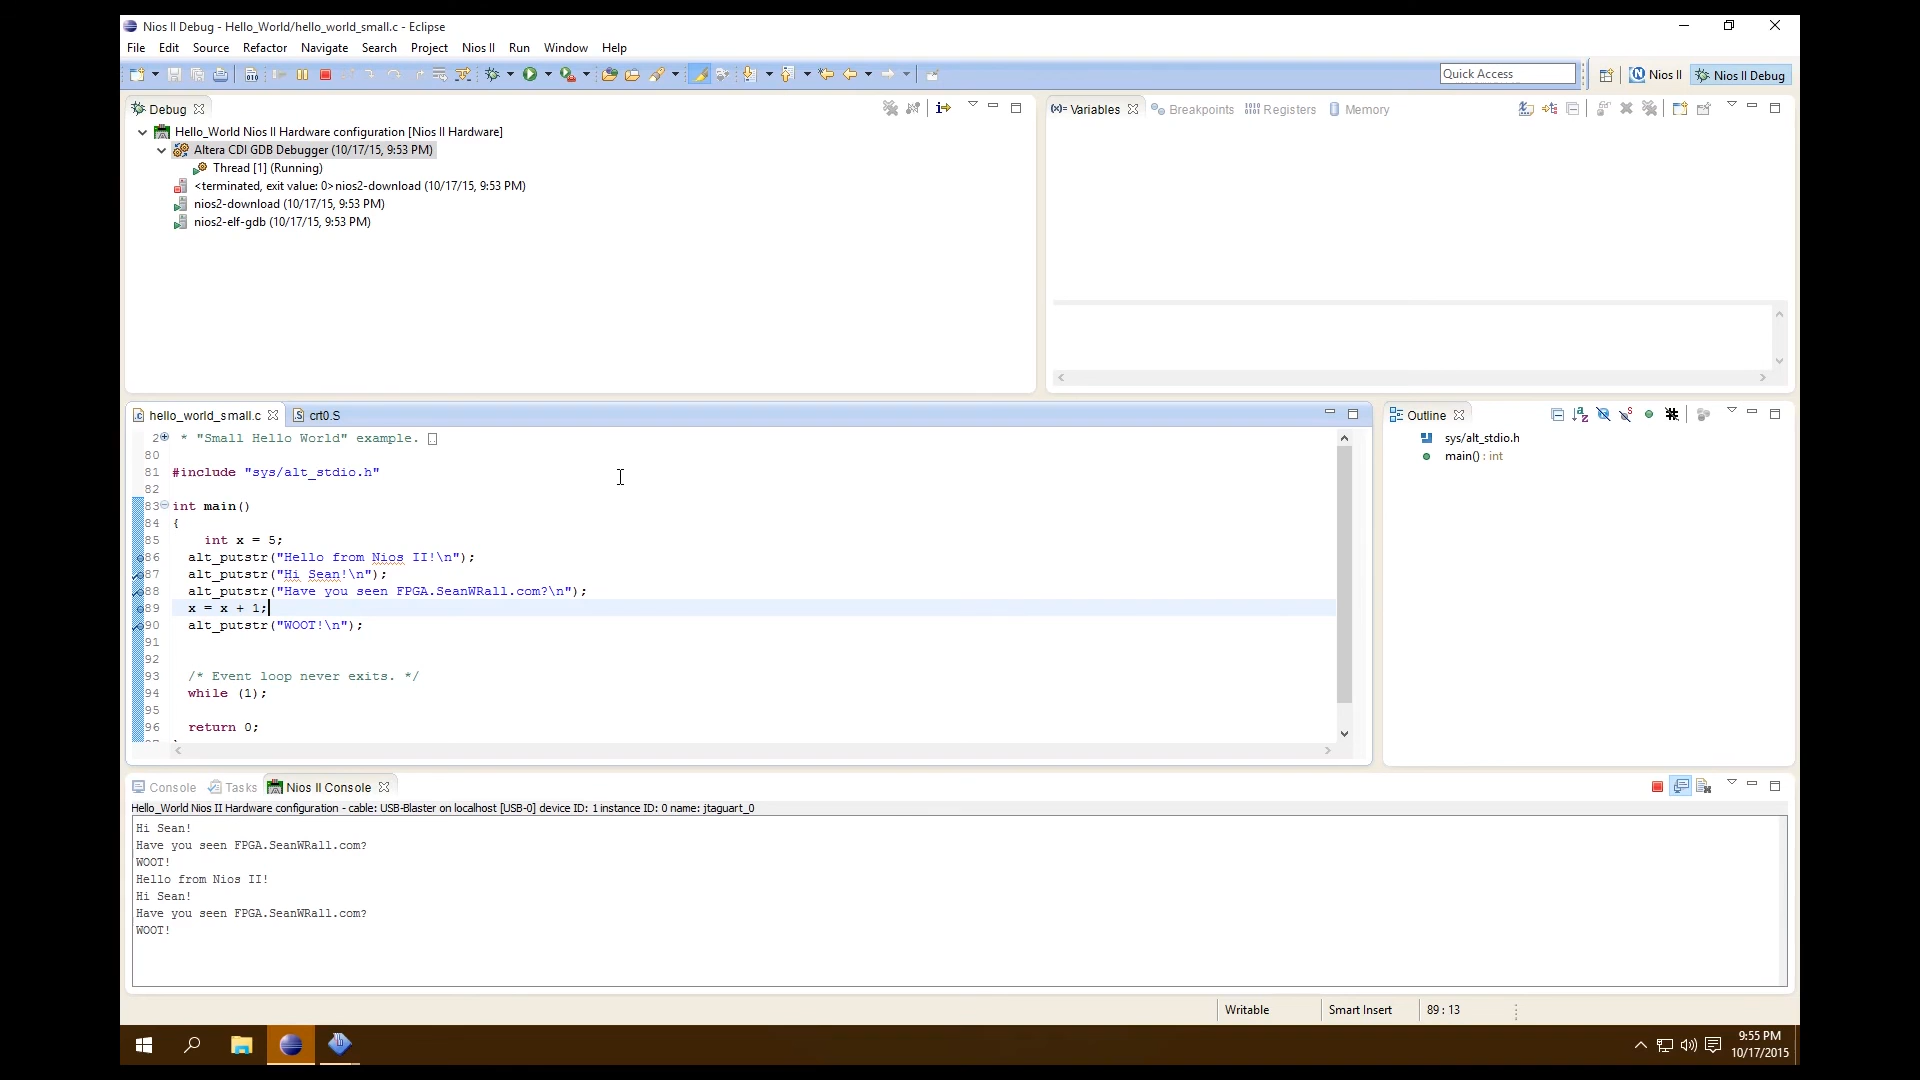 Nios II Debug - Hello_World/hello_world_small.c - Eclipse
File Edit Source Refactor Navigate Search Project Nios II Run Window Help
Quick Access
Nios II
Nios II Debug
Debug
Hello_World Nios II Hardware configuration [Nios II Hardware]
Altera CDI GDB Debugger (10/17/15, 9:53 PM)
Thread [1] (Running)
<terminated, exit value: 0>nios2-download (10/17/15, 9:53 PM)
nios2-download (10/17/15, 9:53 PM)
nios2-elf-gdb (10/17/15, 9:53 PM)
(x)= Variables Breakpoints Registers Memory
hello_world_small.c crt0.S
2 * "Small Hello World" example.
80
81 #include "sys/alt_stdio.h"
82
83 int main()
84 {
85 int x = 5;
86 alt_putstr("Hello from Nios II!\n");
87 alt_putstr("Hi Sean!\n");
88 alt_putstr("Have you seen FPGA.SeanWRall.com?\n");
89 x = x + 1;
90 alt_putstr("WOOT!\n");
91
92
93 /* Event loop never exits. */
94 while (1);
95
96 return 0;
Outline
sys/alt_stdio.h
main() : int
Console Tasks Nios II Console
Hello_World Nios II Hardware configuration - cable: USB-Blaster on localhost [USB-0] device ID: 1 instance ID: 0 name: jtaguart_0
Hi Sean!
Have you seen FPGA.SeanWRall.com?
WOOT!
Hello from Nios II!
Hi Sean!
Have you seen FPGA.SeanWRall.com?
WOOT!
Writable Smart Insert 89 : 13
9:55 PM
10/17/2015